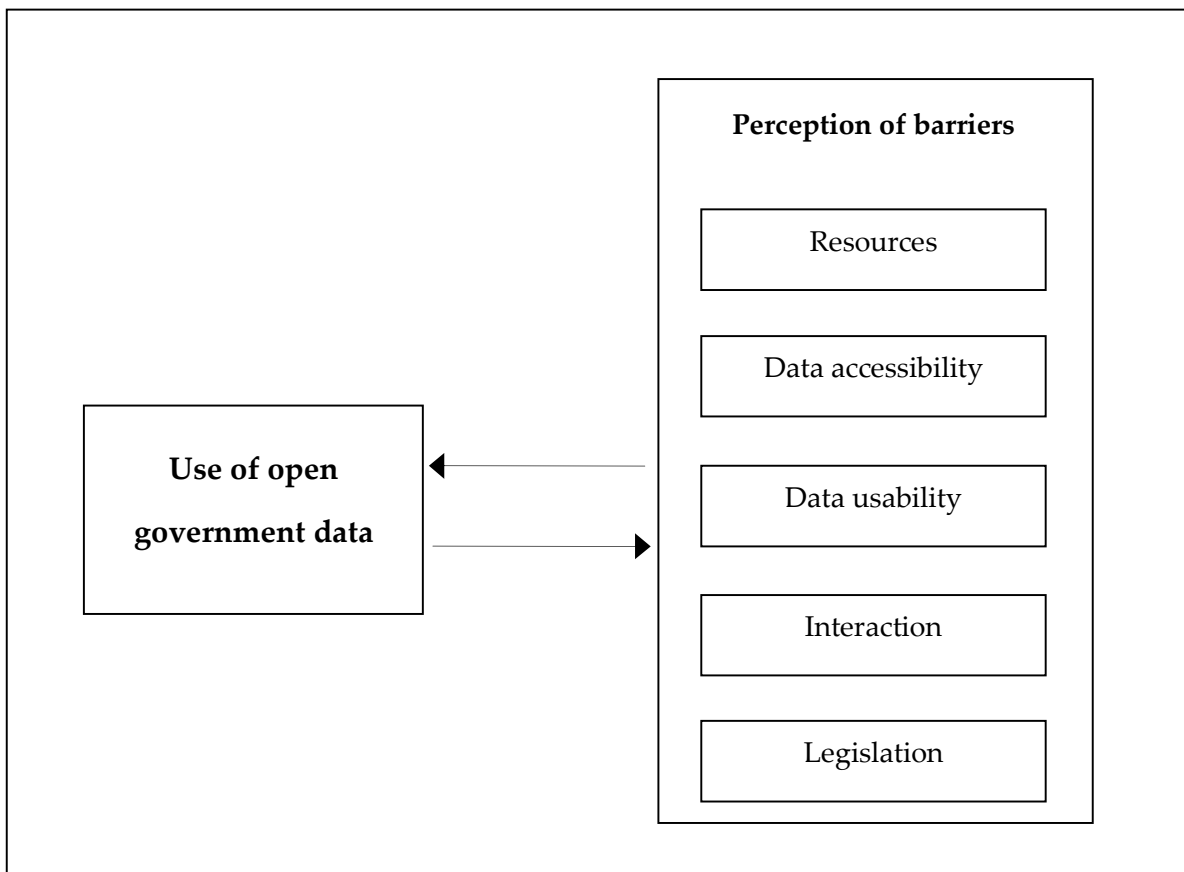 Perception of barriers
Resources
Data accessibility
Use of open
government data
Data usability
Interaction
Legislation